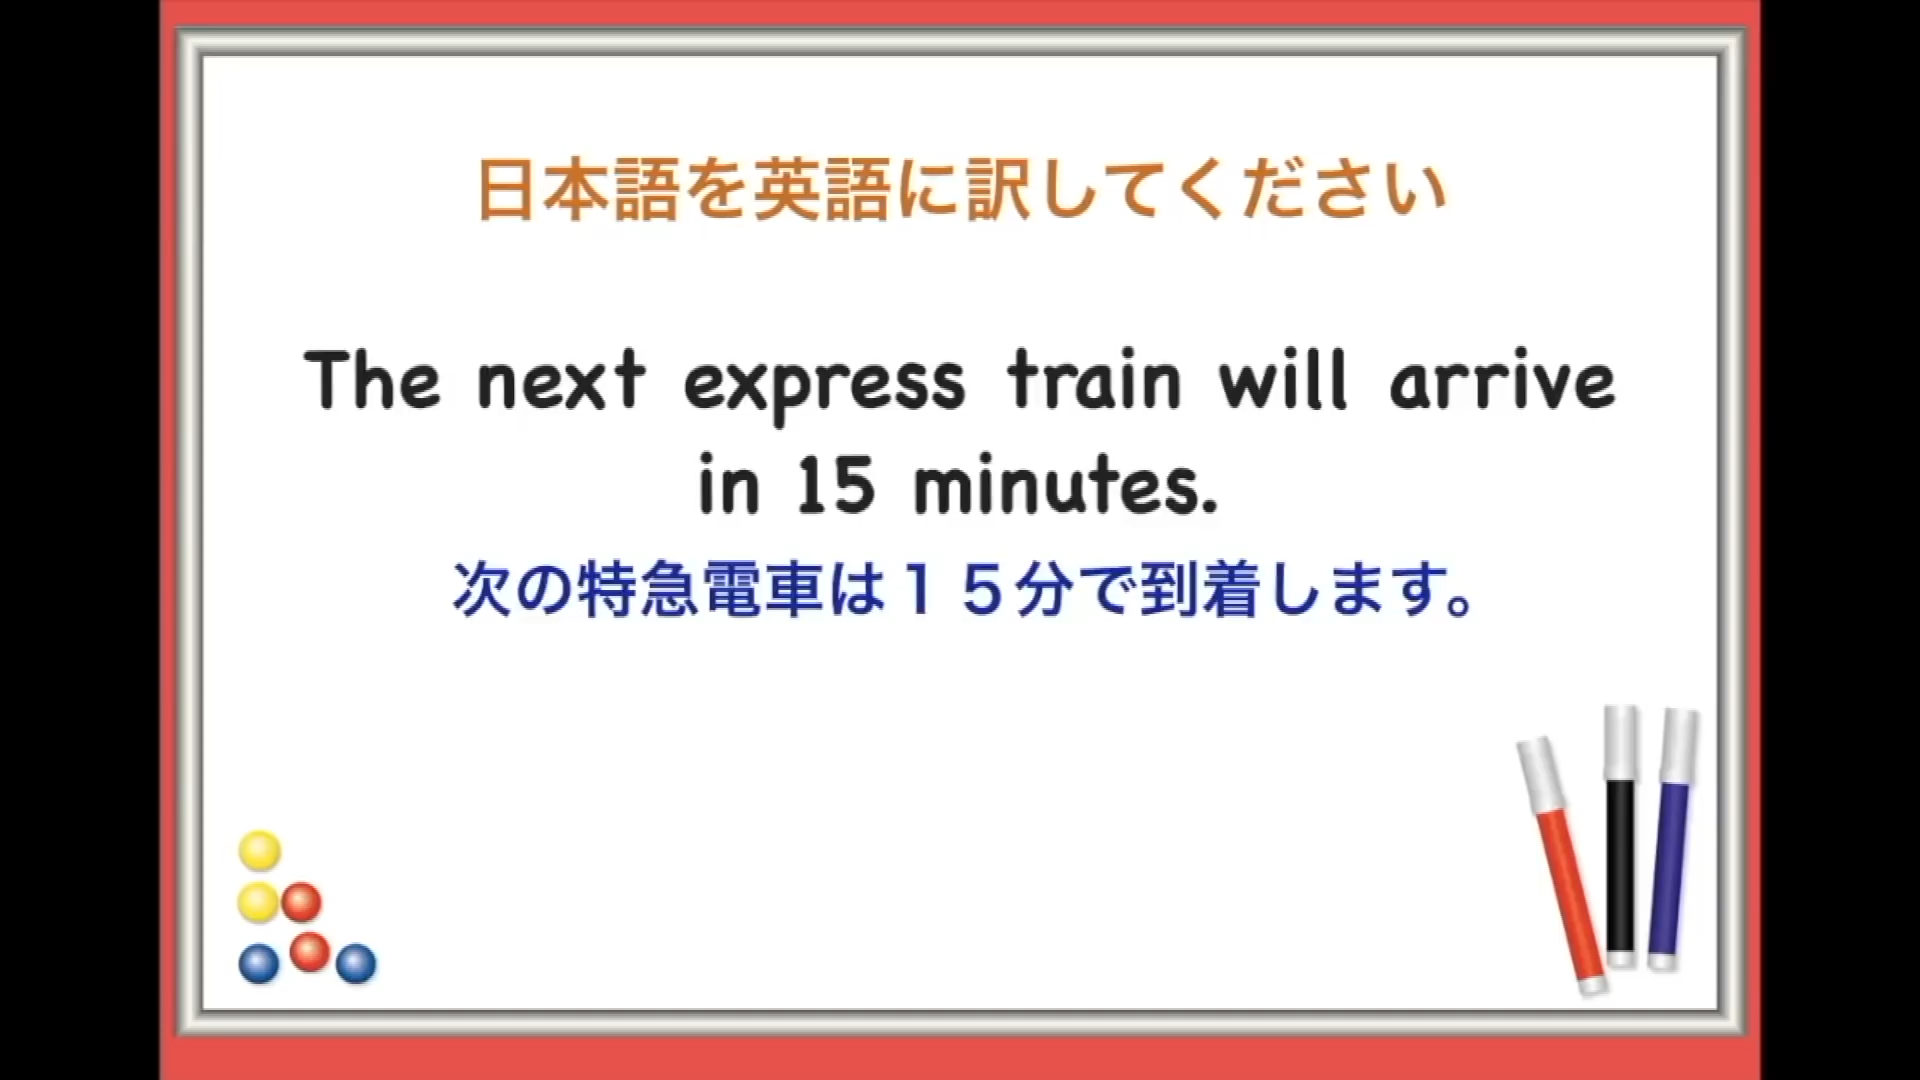 日本語を英語に訳してください
The next express train will arrive
in 15 minutes.
次の特急電車は１５分で到着します。